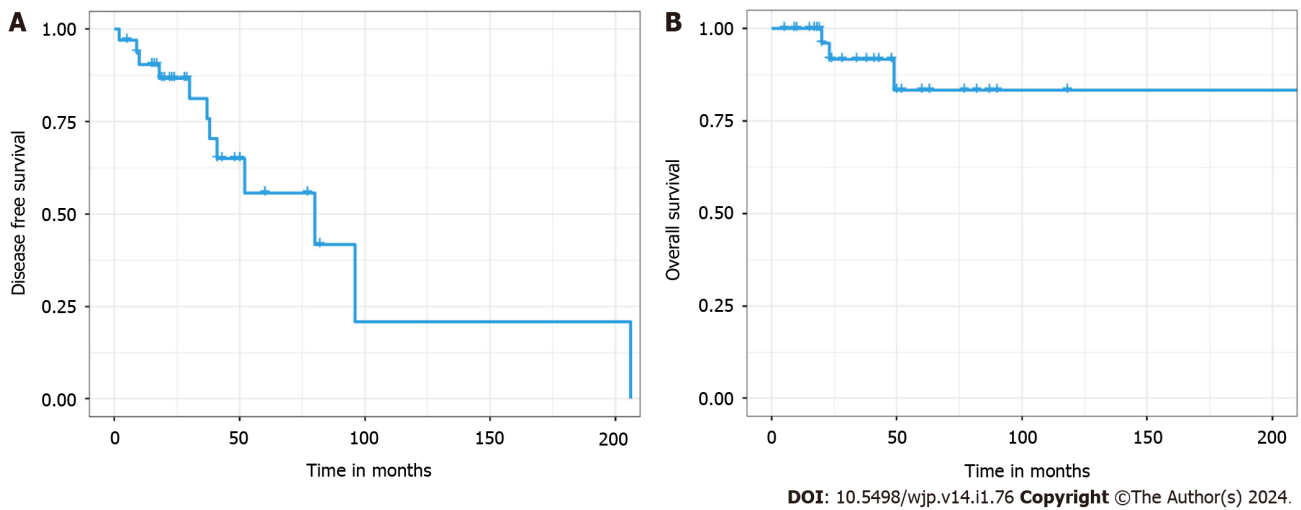 A
1.00
0.75
0.50
0.25
0.00
Disease free survival
0
50
100
150
200
Time in months
B
1.00
0.75
0.50
0.25
0.00
Overall survival
0
50
100
150
200
Time in months
DOI: 10.5498/wjp.v14.i1.76 Copyright ©The Author(s) 2024.